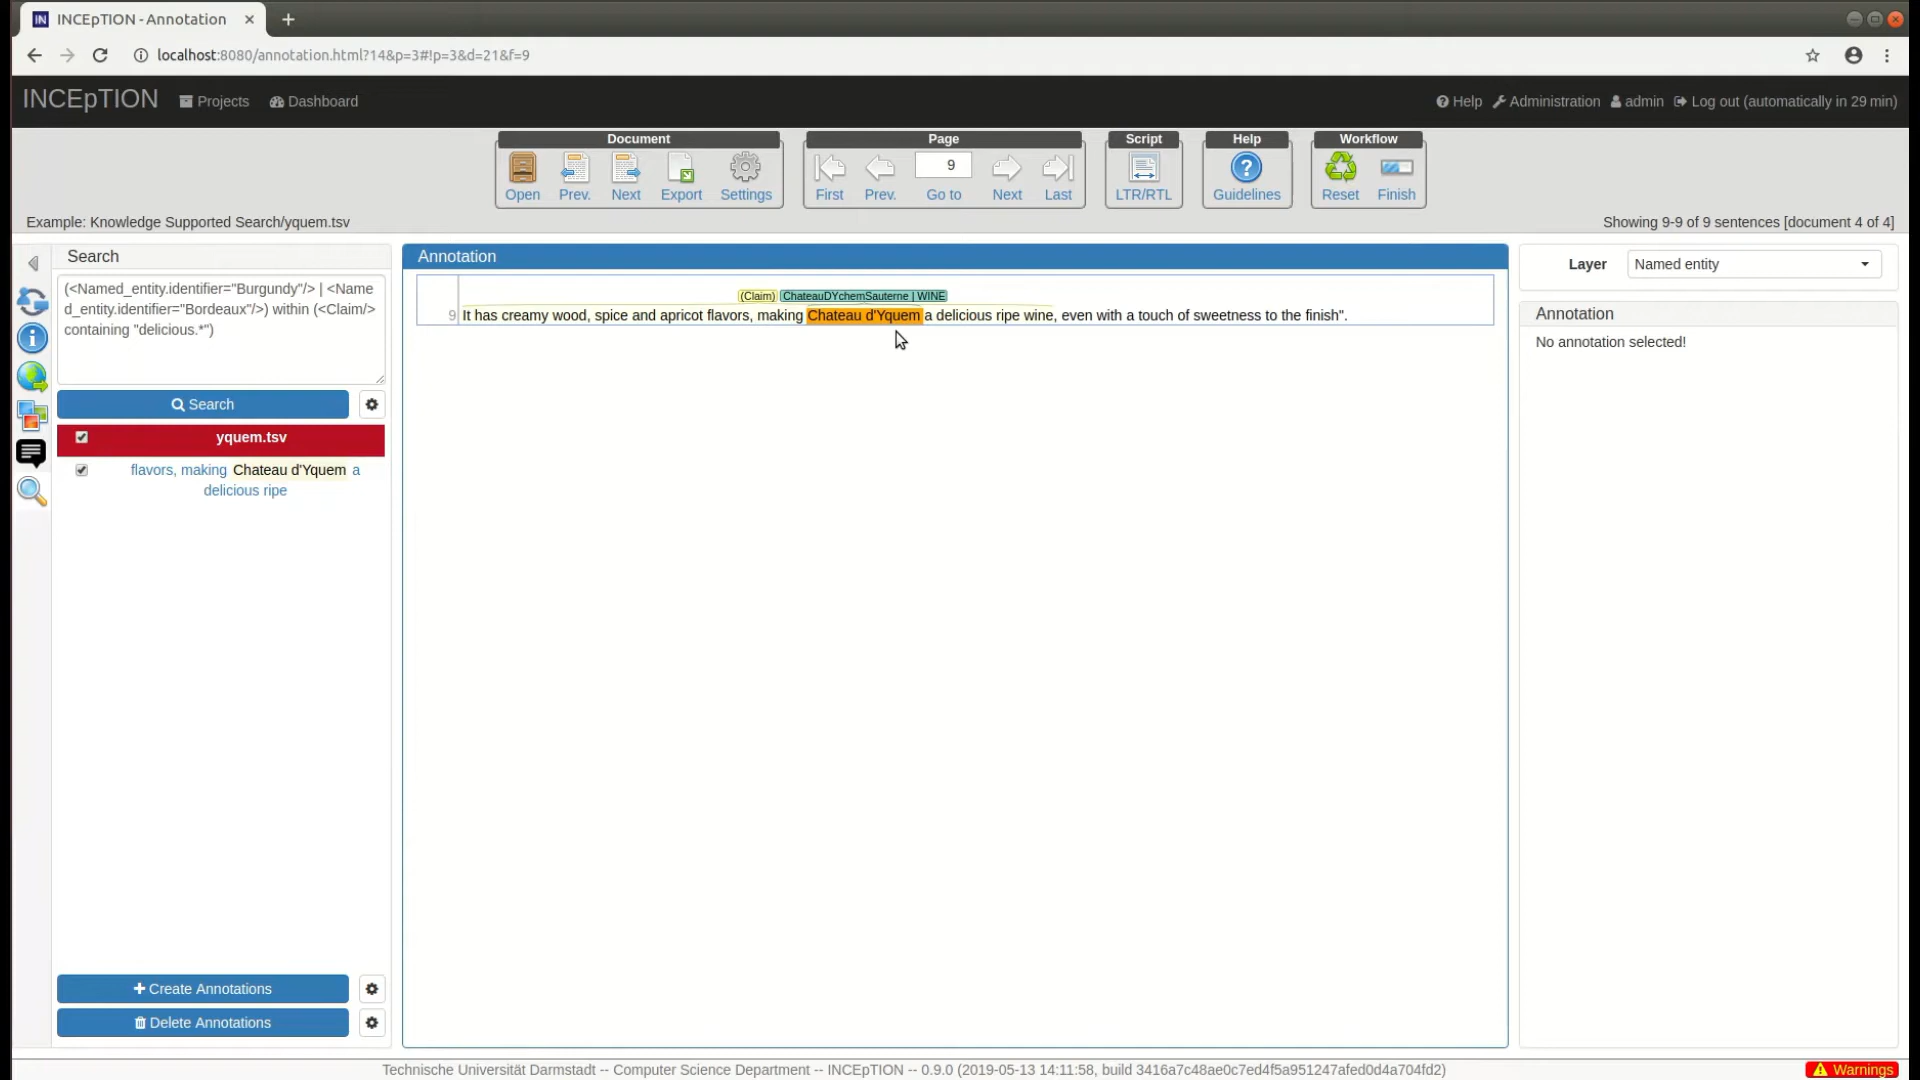 INCEpTION - Annotation
localhost:8080/annotation.html?14&p=3#!p=3&d=21&f=9
INCEpTION Projects Dashboard Help Administration admin Log out (automatically in 29 min)
Document Page Script Help Workflow
9
Open Prev. Next Export Settings First Prev. Go to Next Last LTR/RTL Guidelines Reset Finish
Example: Knowledge Supported Search/yquem.tsv Showing 9-9 of 9 sentences [document 4 of 4]
Search
(<Named_entity.identifier="Burgundy"/> | <Name
d_entity.identifier="Bordeaux"/>) within (<Claim/>
containing "delicious.*")
Search
yquem.tsv
flavors, making Chateau d'Yquem a
delicious ripe
Create Annotations
Delete Annotations
Annotation
(Claim) ChateauDYchemSauterne | WINE
9 It has creamy wood, spice and apricot flavors, making Chateau d'Yquem a delicious ripe wine, even with a touch of sweetness to the finish".
Layer Named entity
Annotation
No annotation selected!
Technische Universität Darmstadt -- Computer Science Department -- INCEpTION -- 0.9.0 (2019-05-13 14:11:58, build 3416a7c48ae0c7ed4f5a951247afed0d4a704fd2)
Warnings